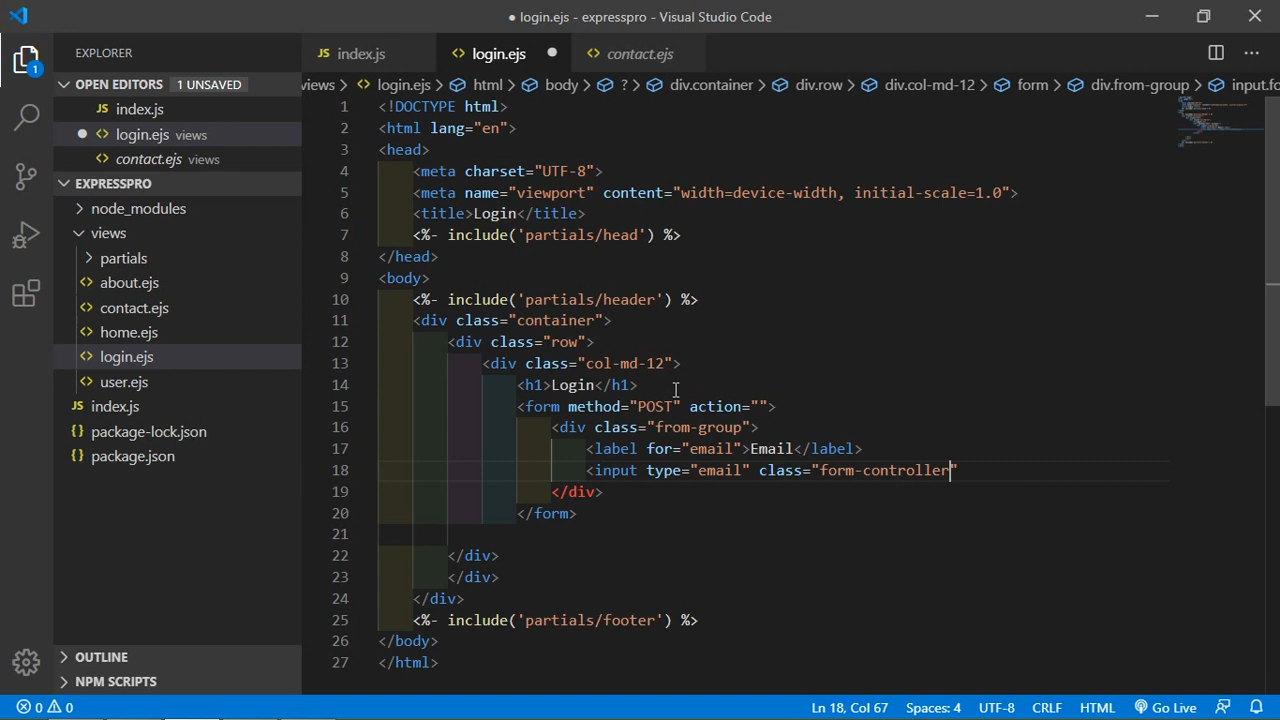 ● login.ejs - expresspro - Visual Studio Code
EXPLORER
OPEN EDITORS 1 UNSAVED
JS index.js
login.ejs views
contact.ejs views
EXPRESSPRO
node_modules
views
partials
about.ejs
contact.ejs
home.ejs
login.ejs
user.ejs
JS index.js
package-lock.json
package.json
OUTLINE
NPM SCRIPTS
1
JS index.js login.ejs ● contact.ejs
views > login.ejs > html > body > ? > div.container > div.row > div.col-md-12 > form > div.from-group > input.fo
1 <!DOCTYPE html>
2 <html lang="en">
3 <head>
4 <meta charset="UTF-8">
5 <meta name="viewport" content="width=device-width, initial-scale=1.0">
6 <title>Login</title>
7 <%- include('partials/head') %>
8 </head>
9 <body>
10 <%- include('partials/header') %>
11 <div class="container">
12 <div class="row">
13 <div class="col-md-12">
14 <h1>Login</h1>
15 <form method="POST" action="">
16 <div class="from-group">
17 <label for="email">Email</label>
18 <input type="email" class="form-controller"
19 </div>
20 </form>
21
22 </div>
23 </div>
24 </div>
25 <%- include('partials/footer') %>
26 </body>
27 </html>
0 0 Ln 18, Col 67 Spaces: 4 UTF-8 CRLF HTML Go Live